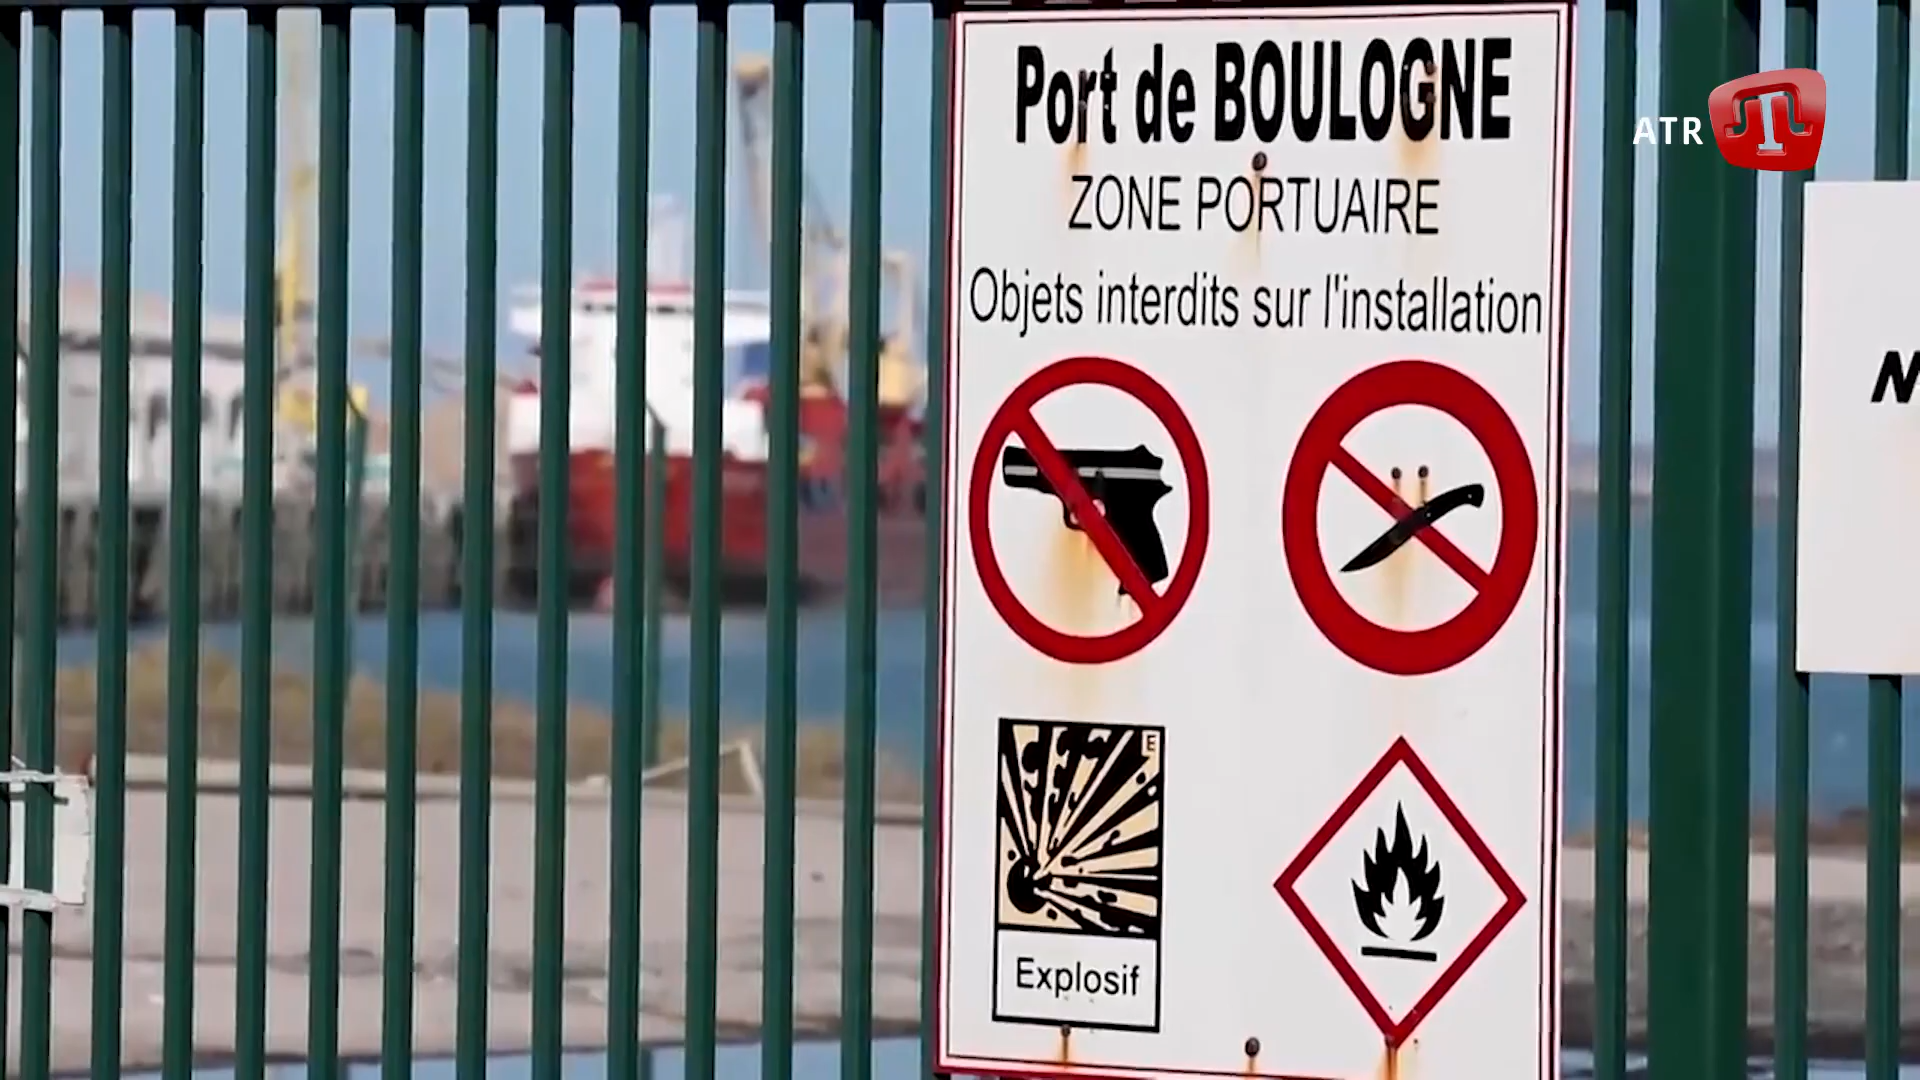 Port de BOULOGNE
ZONE PORTUAIRE
Objets interdits sur l'installation
E
Explosif
ATR
N